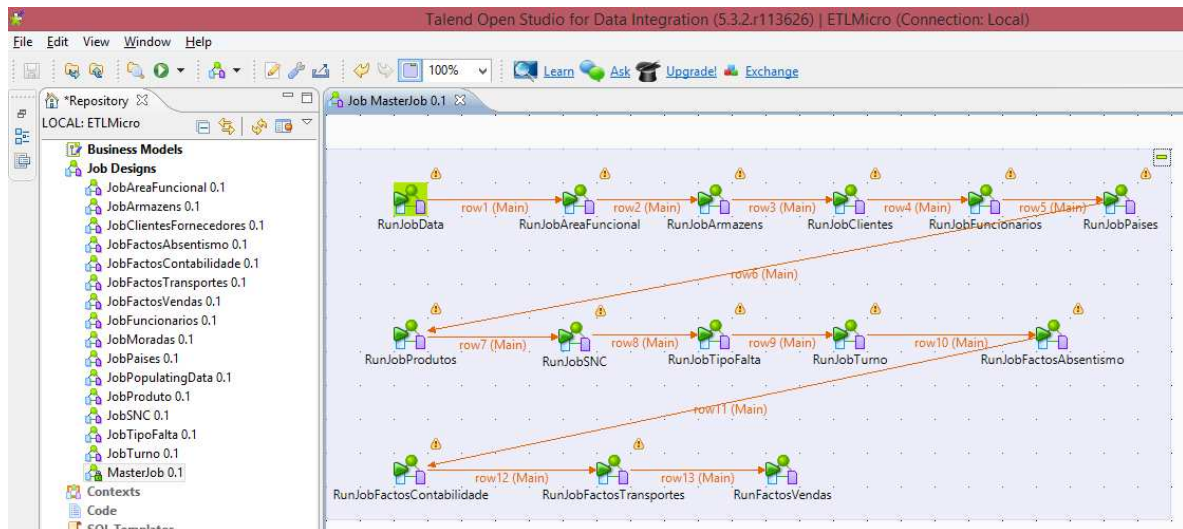 Talend Open Studio for Data Integration (5.3.2.r113626) | ETLMicro (Connection: Local)
File Edit View Window Help
100% Learn Ask Upgrade! Exchange
*Repository
Job MasterJob 0.1
LOCAL: ETLMicro
Business Models
Job Designs
JobAreaFuncional 0.1
JobArmazens 0.1
JobClientesFornecedores 0.1
JobFactosAbsentismo 0.1
JobFactosContabilidade 0.1
JobFactosTransportes 0.1
JobFactosVendas 0.1
JobFuncionarios 0.1
JobMoradas 0.1
JobPaises 0.1
JobPopulatingData 0.1
JobProduto 0.1
JobSNC 0.1
JobTipoFalta 0.1
JobTurno 0.1
MasterJob 0.1
Contexts
Code
SQL Templates
row1 (Main) row2 (Main) row3 (Main) row4 (Main) row5 (Main)
RunJobData RunJobAreaFuncional RunJobArmazens RunJobClientes RunJobFuncionarios RunJobPaises
row6 (Main)
row7 (Main) row8 (Main) row9 (Main) row10 (Main)
RunJobProdutos RunJobSNC RunJobTipoFalta RunJobTurno RunJobFactosAbsentismo
row11 (Main)
row12 (Main) row13 (Main)
RunJobFactosContabilidade RunJobFactosTransportes RunFactosVendas